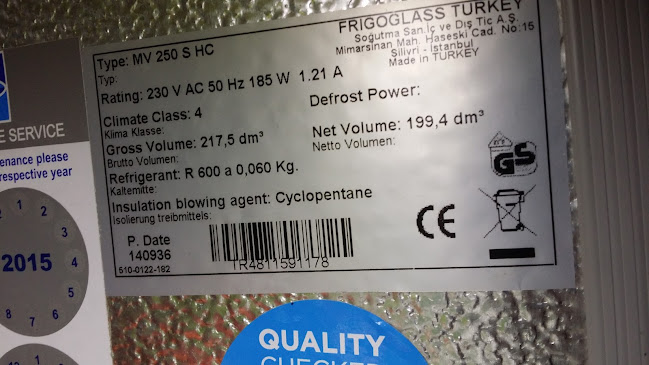 FRIGOGLASS TURKEY
Soğutma San.İç ve Dış Tic A.Ş.
Mimarsinan Mah. Haseski Cad. No:15
Silivri - İstanbul
Made in TURKEY
Type: MV 250 S HC
Typ:
Rating: 230 V AC 50 Hz 185 W 1.21 A
Climate Class: 4
Klima Klasse:
Defrost Power:
Gross Volume: 217,5 dm³
Brutto Volumen:
Net Volume: 199,4 dm³
Netto Volumen:
Refrigerant: R 600 a 0,060 Kg.
Kaltemitte:
Insulation blowing agent: Cyclopentane
Isolierung treibmittels:
GS
CE
P. Date
140936
510-0122-182
TR4811591178
E SERVICE
enance please
respective year
1
2
3
4
5
6
7
8
2015
12
1
QUALITY
CHECKED